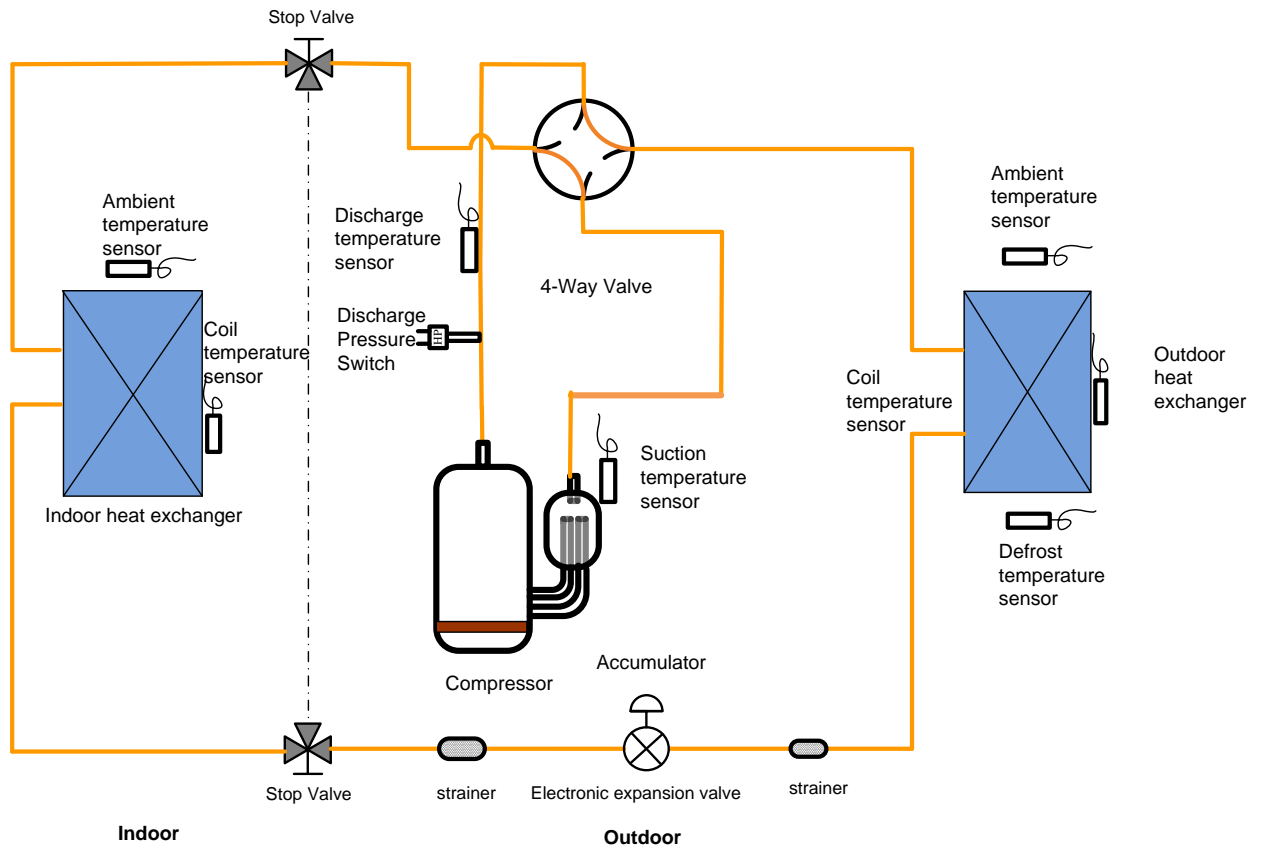 Stop Valve
Ambient
temperature
sensor
Discharge
temperature
sensor
Ambient
temperature
sensor
4-Way Valve
Discharge
Pressure
Switch
HP
Coil
temperature
sensor
Coil
temperature
sensor
Outdoor
heat
exchanger
Suction
temperature
sensor
Indoor heat exchanger
Defrost
temperature
sensor
Accumulator
Compressor
Stop Valve
strainer
Electronic expansion valve
strainer
Indoor
Outdoor